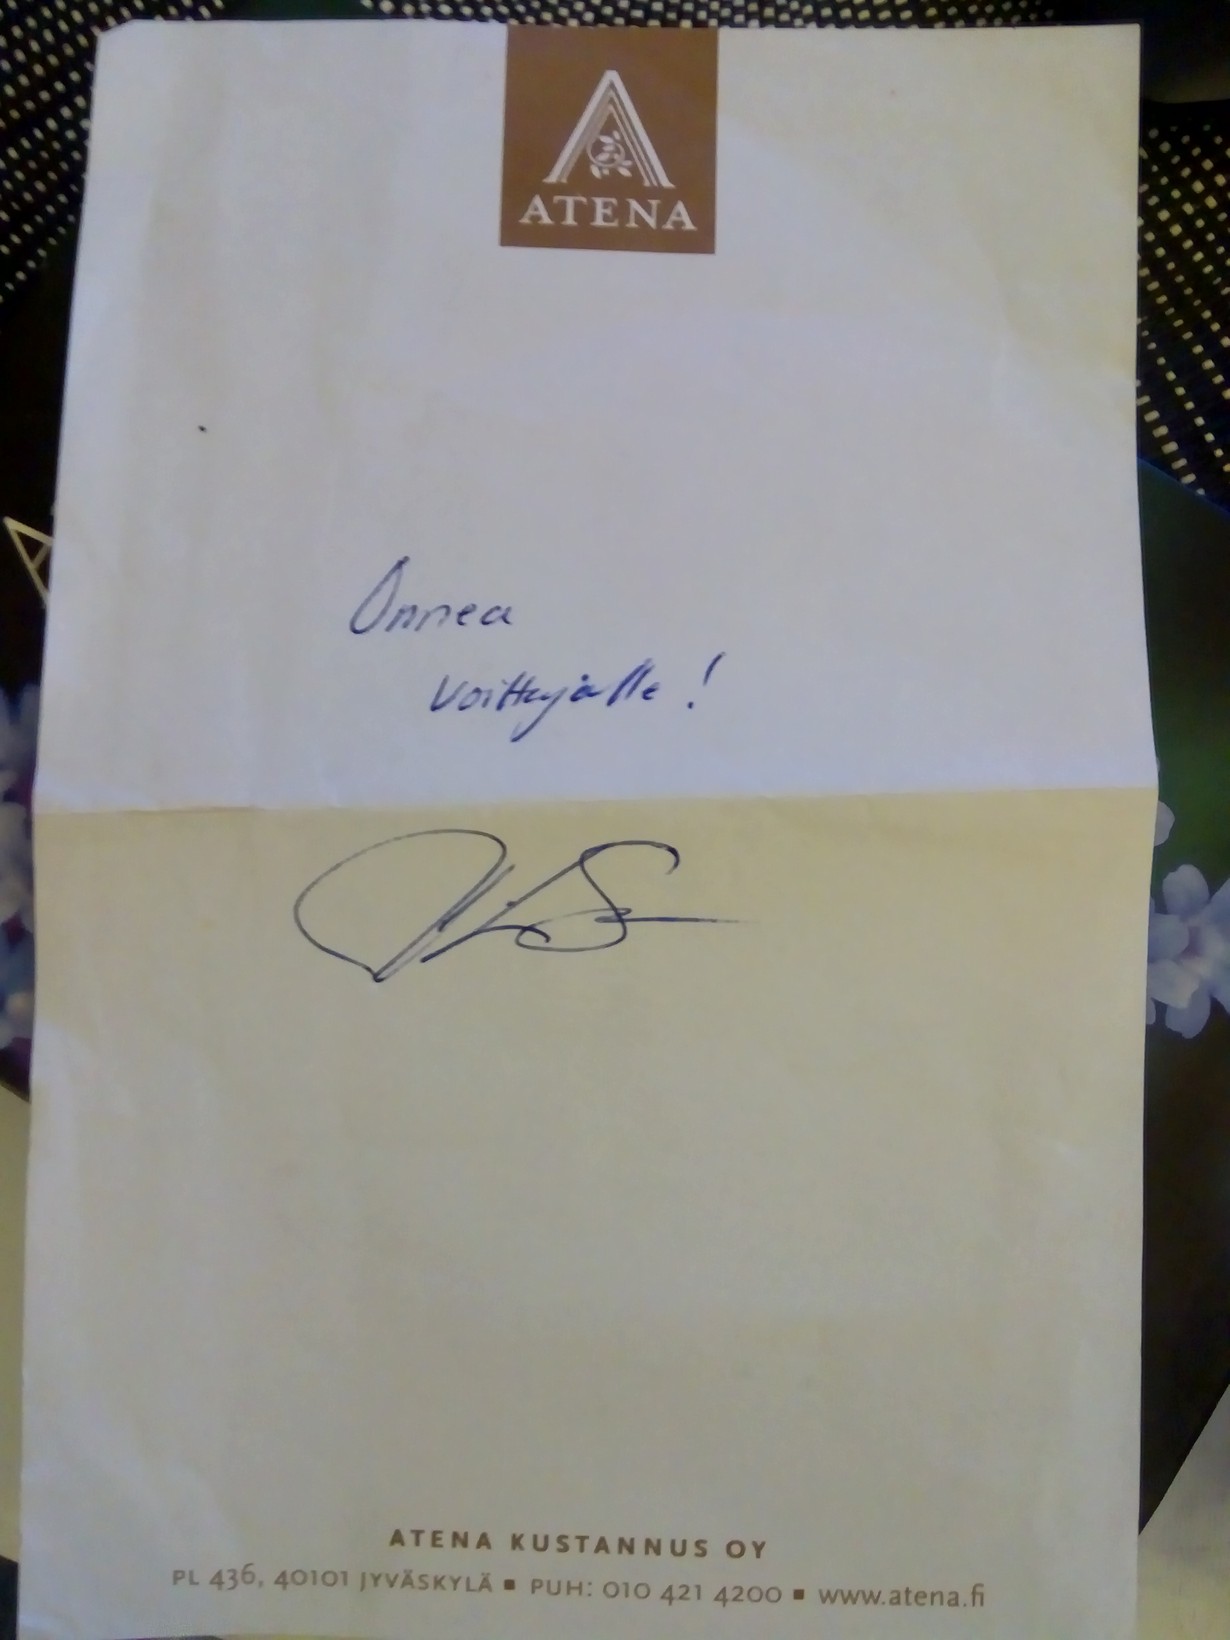 ATENA
Onnea
voittajalle!
ATENA KUSTANNUS OY
PL 436, 40101 JYVÄSKYLÄ ▪ PUH: 010 421 4200 ▪ www.atena.fi